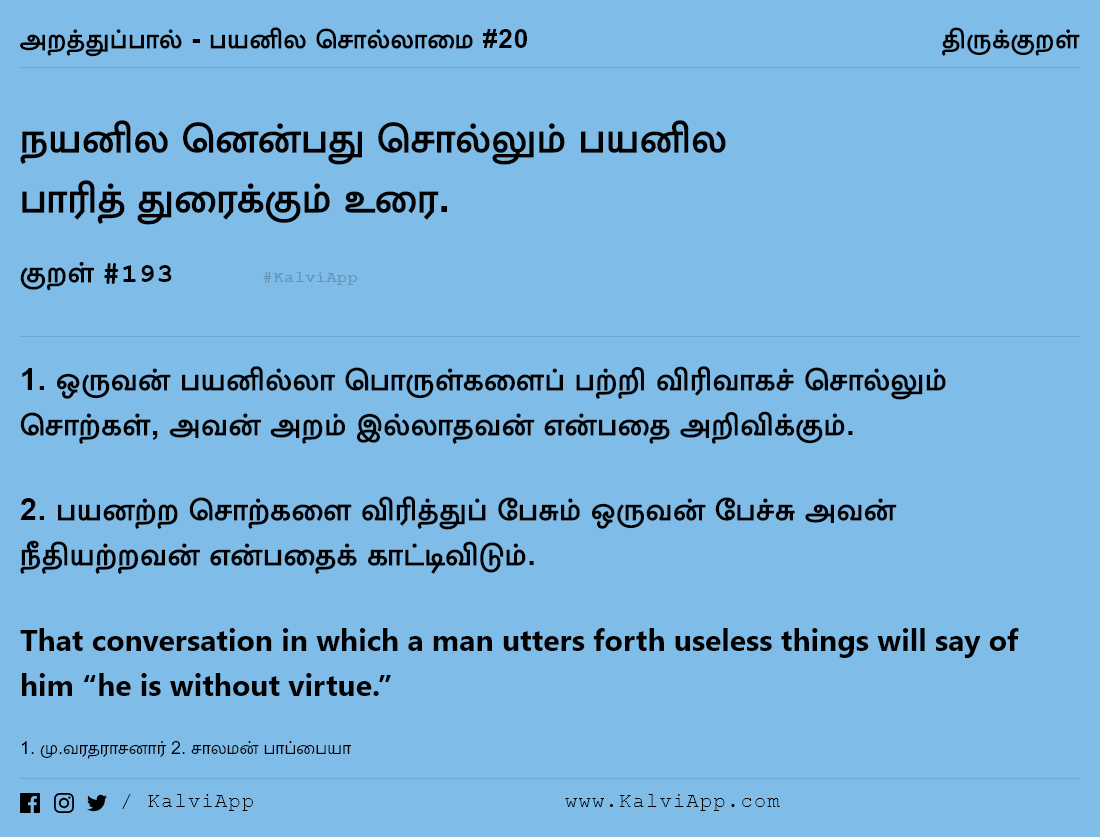 அறத்துப்பால் - பயனில சொல்லாமை #20 திருக்குறள்
நயனில னென்பது சொல்லும் பயனில
பாரித் துரைக்கும் உரை.
குறள் #193 #KalviApp
1. ஒருவன் பயனில்லா பொருள்களைப் பற்றி விரிவாகச் சொல்லும்
சொற்கள், அவன் அறம் இல்லாதவன் என்பதை அறிவிக்கும்.
2. பயனற்ற சொற்களை விரித்துப் பேசும் ஒருவன் பேச்சு அவன்
நீதியற்றவன் என்பதைக் காட்டிவிடும்.
That conversation in which a man utters forth useless things will say of
him “he is without virtue.”
1. மு.வரதராசனார் 2. சாலமன் பாப்பையா
/ KalviApp www.KalviApp.com